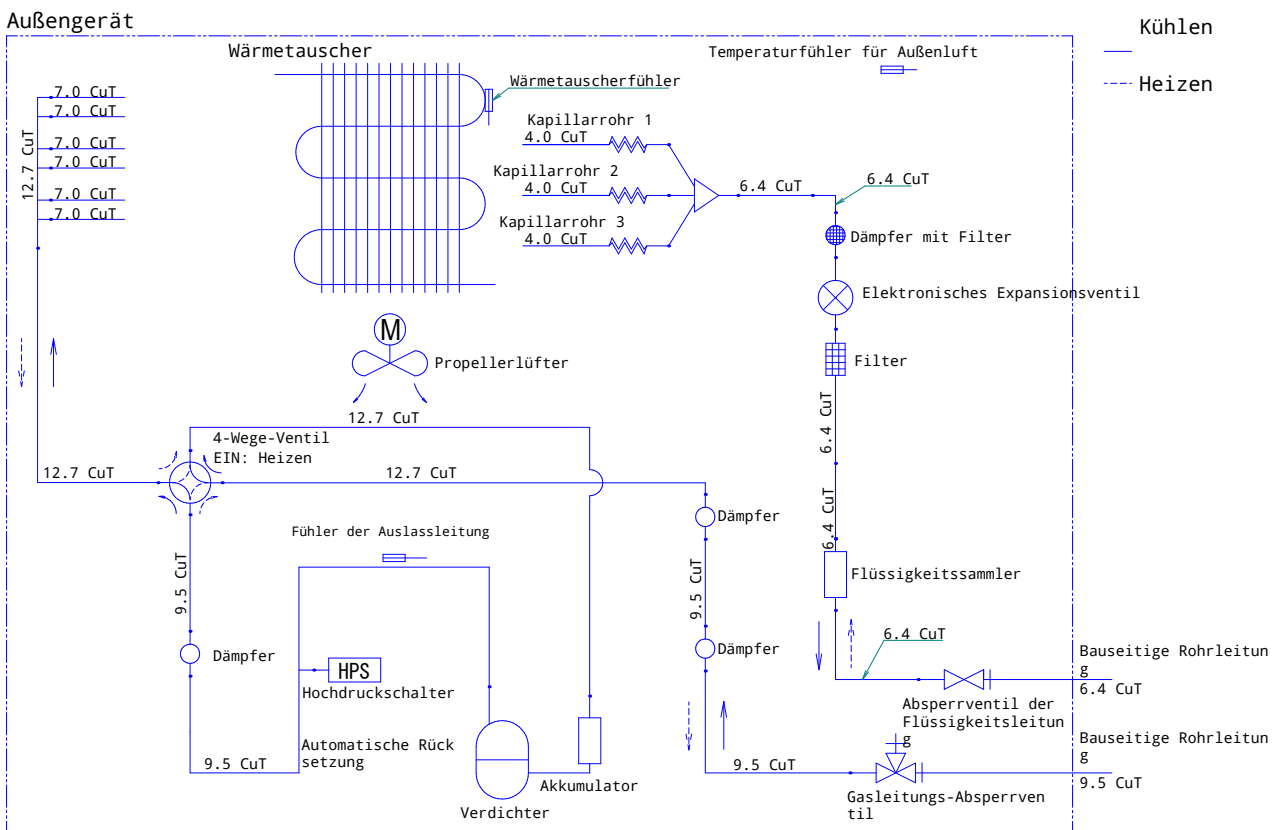 Außengerät
Kühlen
Heizen
Wärmetauscher
Temperaturfühler für Außenluft
Wärmetauscherfühler
7.0 CuT
7.0 CuT
7.0 CuT
7.0 CuT
7.0 CuT
7.0 CuT
12.7 CuT
Kapillarrohr 1
4.0 CuT
Kapillarrohr 2
4.0 CuT
Kapillarrohr 3
4.0 CuT
6.4 CuT
6.4 CuT
Dämpfer mit Filter
Elektronisches Expansionsventil
Filter
M
Propellerlüfter
6.4 CuT
12.7 CuT
4-Wege-Ventil
EIN: Heizen
12.7 CuT
12.7 CuT
Dämpfer
6.4 CuT
Fühler der Auslassleitung
Flüssigkeitssammler
9.5 CuT
9.5 CuT
Dämpfer
Dämpfer
6.4 CuT
HPS
Hochdruckschalter
Bauseitige Rohrleitun
g
6.4 CuT
Absperrventil der
Flüssigkeitsleitun
g
Automatische Rück
setzung
9.5 CuT
Verdichter
Akkumulator
9.5 CuT
Gasleitungs-Absperrven
til
Bauseitige Rohrleitun
g
9.5 CuT